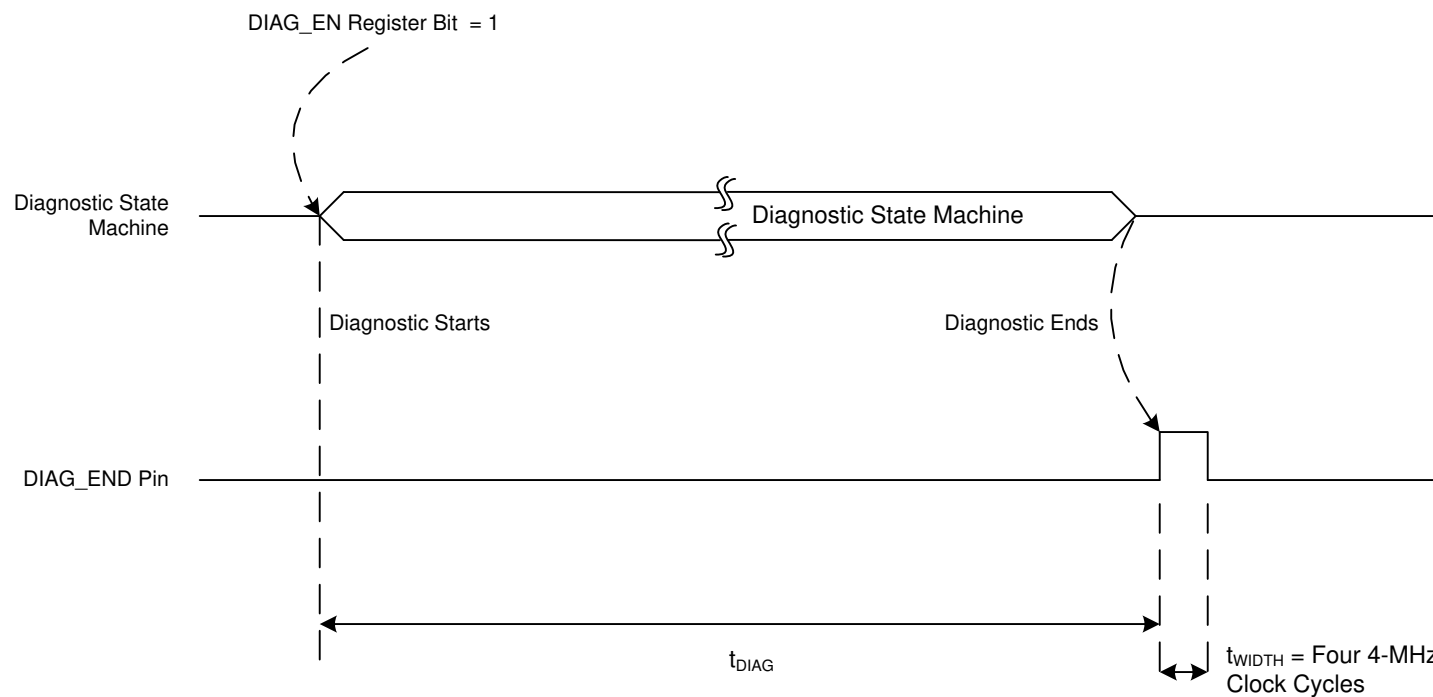 DIAG_EN Register Bit = 1
Diagnostic State
Machine
Diagnostic State Machine
Diagnostic Starts
Diagnostic Ends
DIAG_END Pin
tDIAG
tWIDTH = Four 4-MHz
Clock Cycles